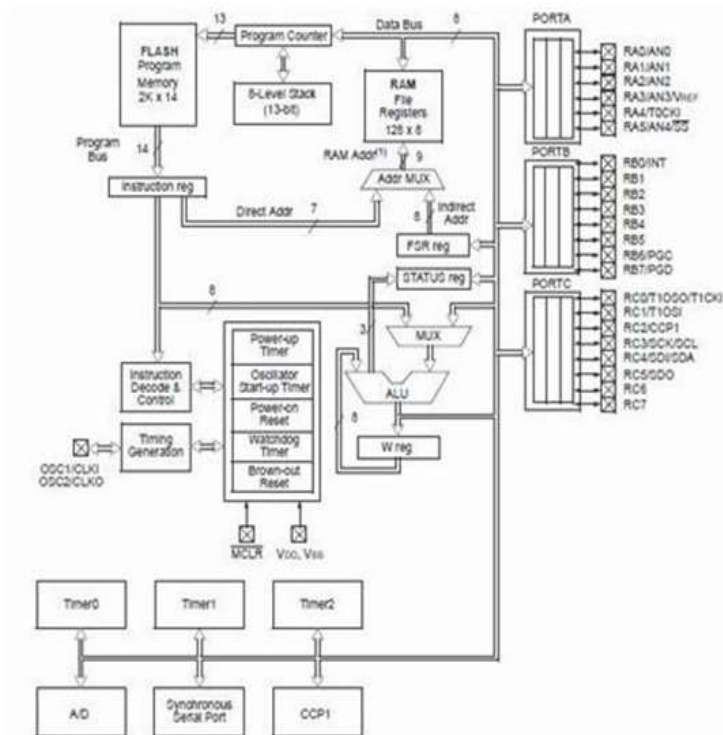 13
Data Bus
8
PORTA
FLASH
Program
Memory
2K x 14
Program Counter
8-Level Stack
(13-bit)
RAM
File
Registers
128 x 8
RA0/AN0
RA1/AN1
RA2/AN2
RA3/AN3/VREF
RA4/T0CKI
RA5/AN4/SS
Program
Bus
14
RAM Addr(1)
9
PORTB
RB0/INT
RB1
RB2
RB3
RB4
RB5
RB6/PGC
RB7/PGD
Addr MUX
Instruction reg
Direct Addr
7
8
Indirect
Addr
FSR reg
STATUS reg
PORTC
RC0/T1OSO/T1CKI
RC1/T1OSI
RC2/CCP1
RC3/SCK/SCL
RC4/SDI/SDA
RC5/SDO
RC6
RC7
8
3
MUX
Power-up
Timer
Oscillator
Start-up Timer
Power-on
Reset
Watchdog
Timer
Brown-out
Reset
Instruction
Decode &
Control
ALU
8
W reg
Timing
Generation
OSC1/CLKI
OSC2/CLKO
MCLR
VDD, VSS
Timer0
Timer1
Timer2
A/D
Synchronous
Serial Port
CCP1